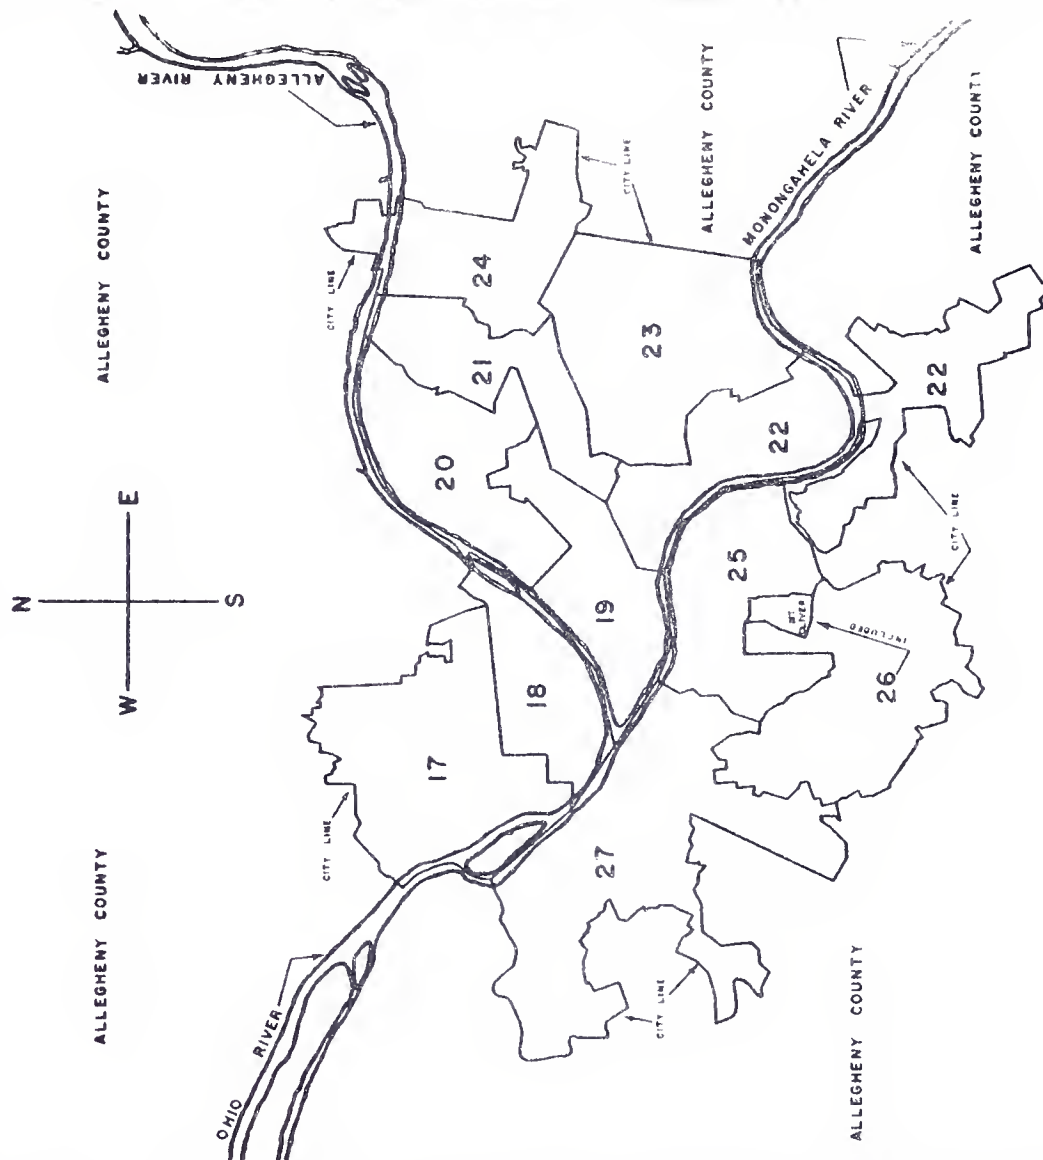 N
E
W
S
ALLEGHENY RIVER
ALLEGHENY COUNTY
ALLEGHENY COUNTY
ALLEGHENY COUNTY
ALLEGHENY COUNTY
ALLEGHENY COUNTY
MONONGAHELA RIVER
OHIO RIVER
CITY LINE
CITY LINE
CITY LINE
CITY LINE
CITY LINE
17
18
19
20
21
22
22
23
24
25
26
27
MT. OLIVER
INCLUDED